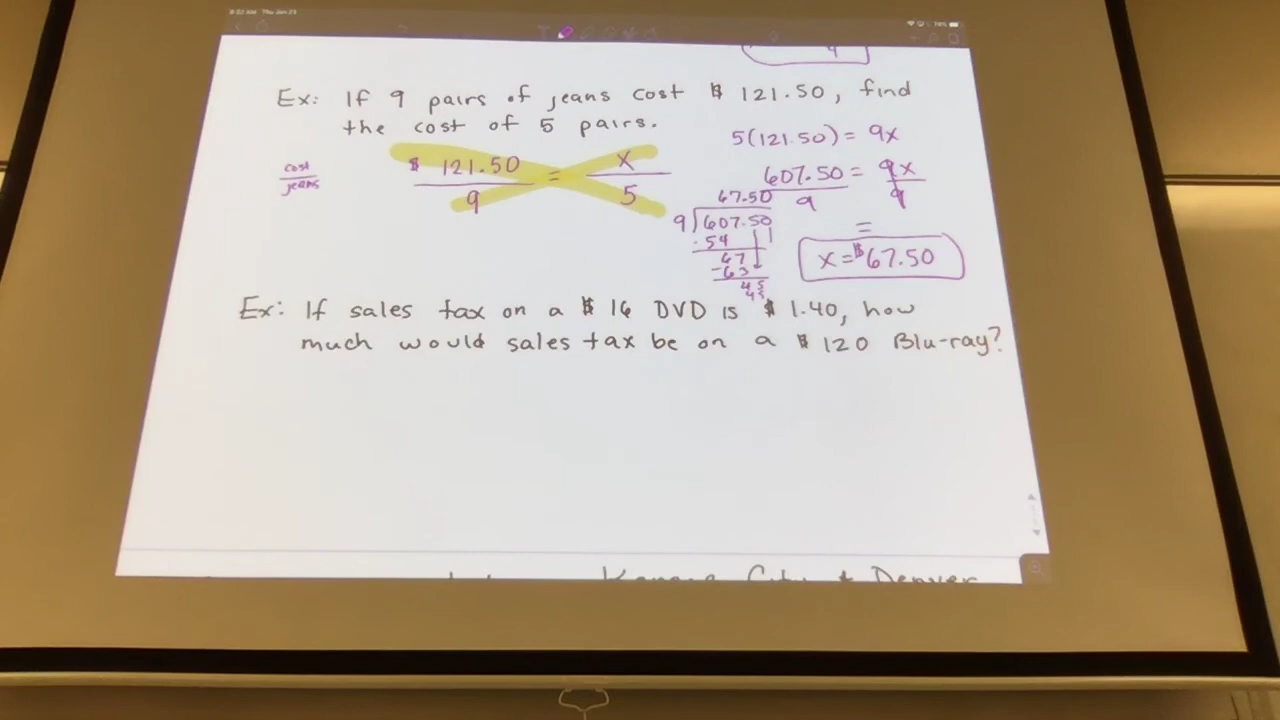 Ex: If 9 pairs of jeans cost $ 121.50, find
the cost of 5 pairs.
cost
jeans
$ 121.50
9
=
x
5
5(121.50) = 9x
607.50 = 9x
9 9
67.50
9)607.50
- 54
67
- 63
45
45
=
x = $67.50
Ex: If sales tax on a $ 16 DVD is $ 1.40, how
much would sales tax be on a $ 120 Blu-ray?
Kansas City + Denver